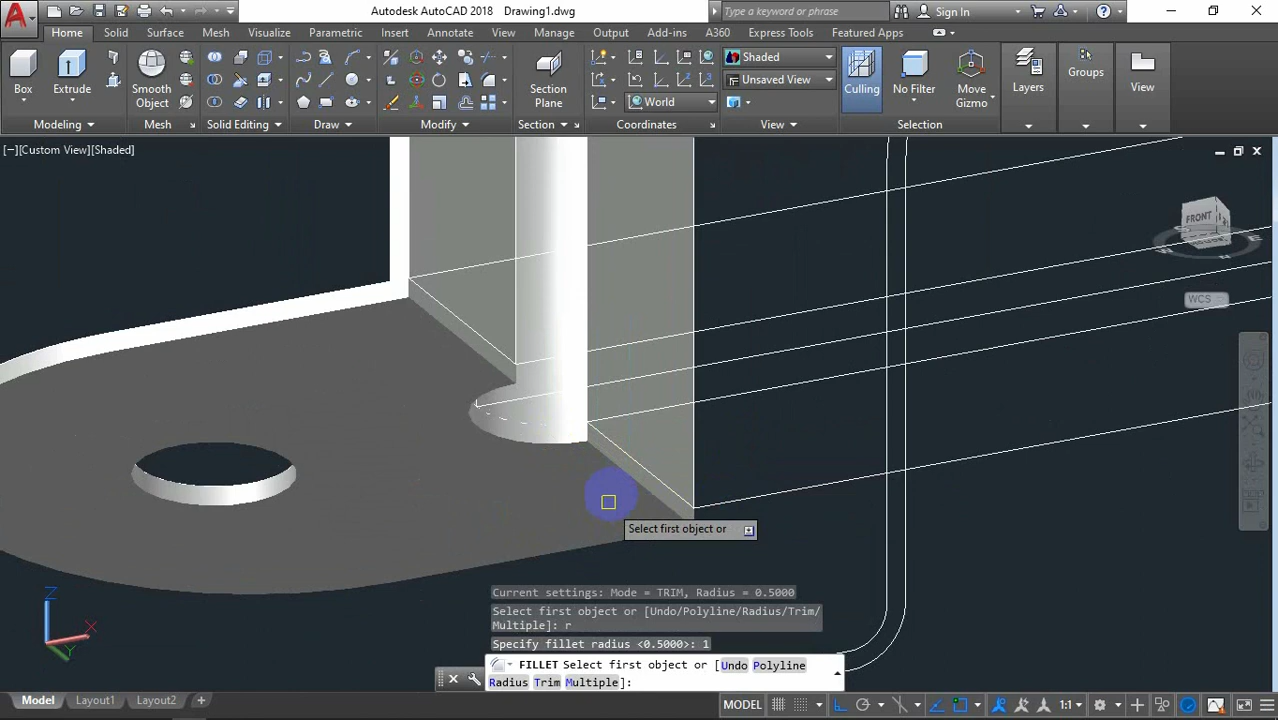 Autodesk AutoCAD 2018 Drawing1.dwg
Type a keyword or phrase
Sign In
Home Solid Surface Mesh Visualize Parametric Insert Annotate View Manage Output Add-ins A360 Express Tools Featured Apps
Box
Extrude
Smooth
Object
Section
Plane
Shaded
Unsaved View
World
Culling
No Filter
Move
Gizmo
Layers
Groups
View
Modeling Mesh Solid Editing Draw Modify Section Coordinates View Selection
[−][Custom View][Shaded]
FRONT
W
E
WCS
Select first object or
Current settings: Mode = TRIM, Radius = 0.5000
Select first object or [Undo/Polyline/Radius/Trim/
Multiple]: r
Specify fillet radius <0.5000>: 1
FILLET Select first object or [Undo Polyline
Radius Trim Multiple]:
Z
X
Y
Model Layout1 Layout2 +
MODEL
1:1